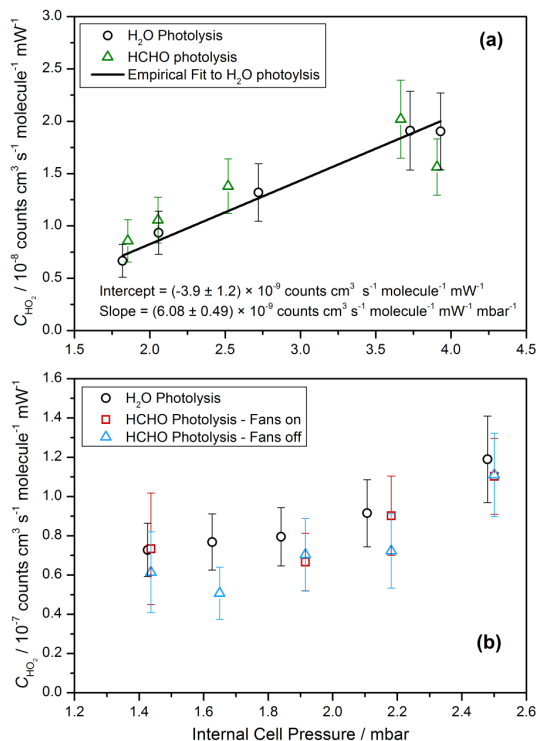 (a)
H₂O Photolysis
HCHO photolysis
Empirical Fit to H₂O photoylsis
Intercept = (-3.9 ± 1.2) × 10⁻⁹ counts cm³ s⁻¹ molecule⁻¹ mW⁻¹
Slope = (6.08 ± 0.49) × 10⁻⁹ counts cm³ s⁻¹ molecule⁻¹ mW⁻¹ mbar⁻¹
C_HO₂ / 10⁻⁸ counts cm³ s⁻¹ molecule⁻¹ mW⁻¹
3.0
2.5
2.0
1.5
1.0
0.5
0.0
1.5 2.0 2.5 3.0 3.5 4.0 4.5
H₂O Photolysis
HCHO Photolysis - Fans on
HCHO Photolysis - Fans off
(b)
C_HO₂ / 10⁻⁷ counts cm³ s⁻¹ molecule⁻¹ mW⁻¹
1.6
1.4
1.2
1.0
0.8
0.6
0.4
0.2
0.0
1.2 1.4 1.6 1.8 2.0 2.2 2.4 2.6
Internal Cell Pressure / mbar